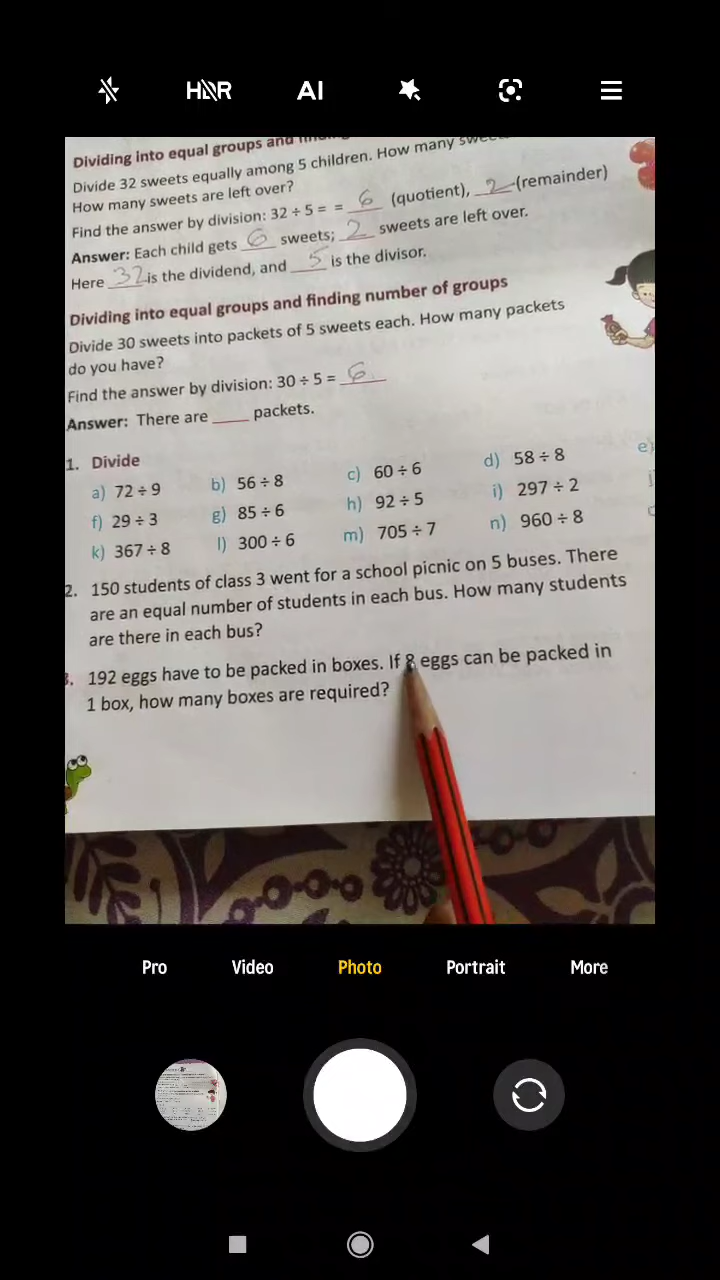 HDR AI
Dividing into equal groups and
Divide 32 sweets equally among 5 children. How many
How many sweets are left over?
Find the answer by division: 32 ÷ 5 = = 6 (quotient), 2 (remainder)
Answer: Each child gets 6 sweets; 2 sweets are left over.
Here 32 is the dividend, and 5 is the divisor.
Dividing into equal groups and finding number of groups
Divide 30 sweets into packets of 5 sweets each. How many packets
do you have?
Find the answer by division: 30 ÷ 5 = 6
Answer: There are ____ packets.
1. Divide
a) 72 ÷ 9 b) 56 ÷ 8 c) 60 ÷ 6 d) 58 ÷ 8 e)
f) 29 ÷ 3 g) 85 ÷ 6 h) 92 ÷ 5 i) 297 ÷ 2
k) 367 ÷ 8 l) 300 ÷ 6 m) 705 ÷ 7 n) 960 ÷ 8
2. 150 students of class 3 went for a school picnic on 5 buses. There
are an equal number of students in each bus. How many students
are there in each bus?
3. 192 eggs have to be packed in boxes. If 8 eggs can be packed in
1 box, how many boxes are required?
Pro Video Photo Portrait More